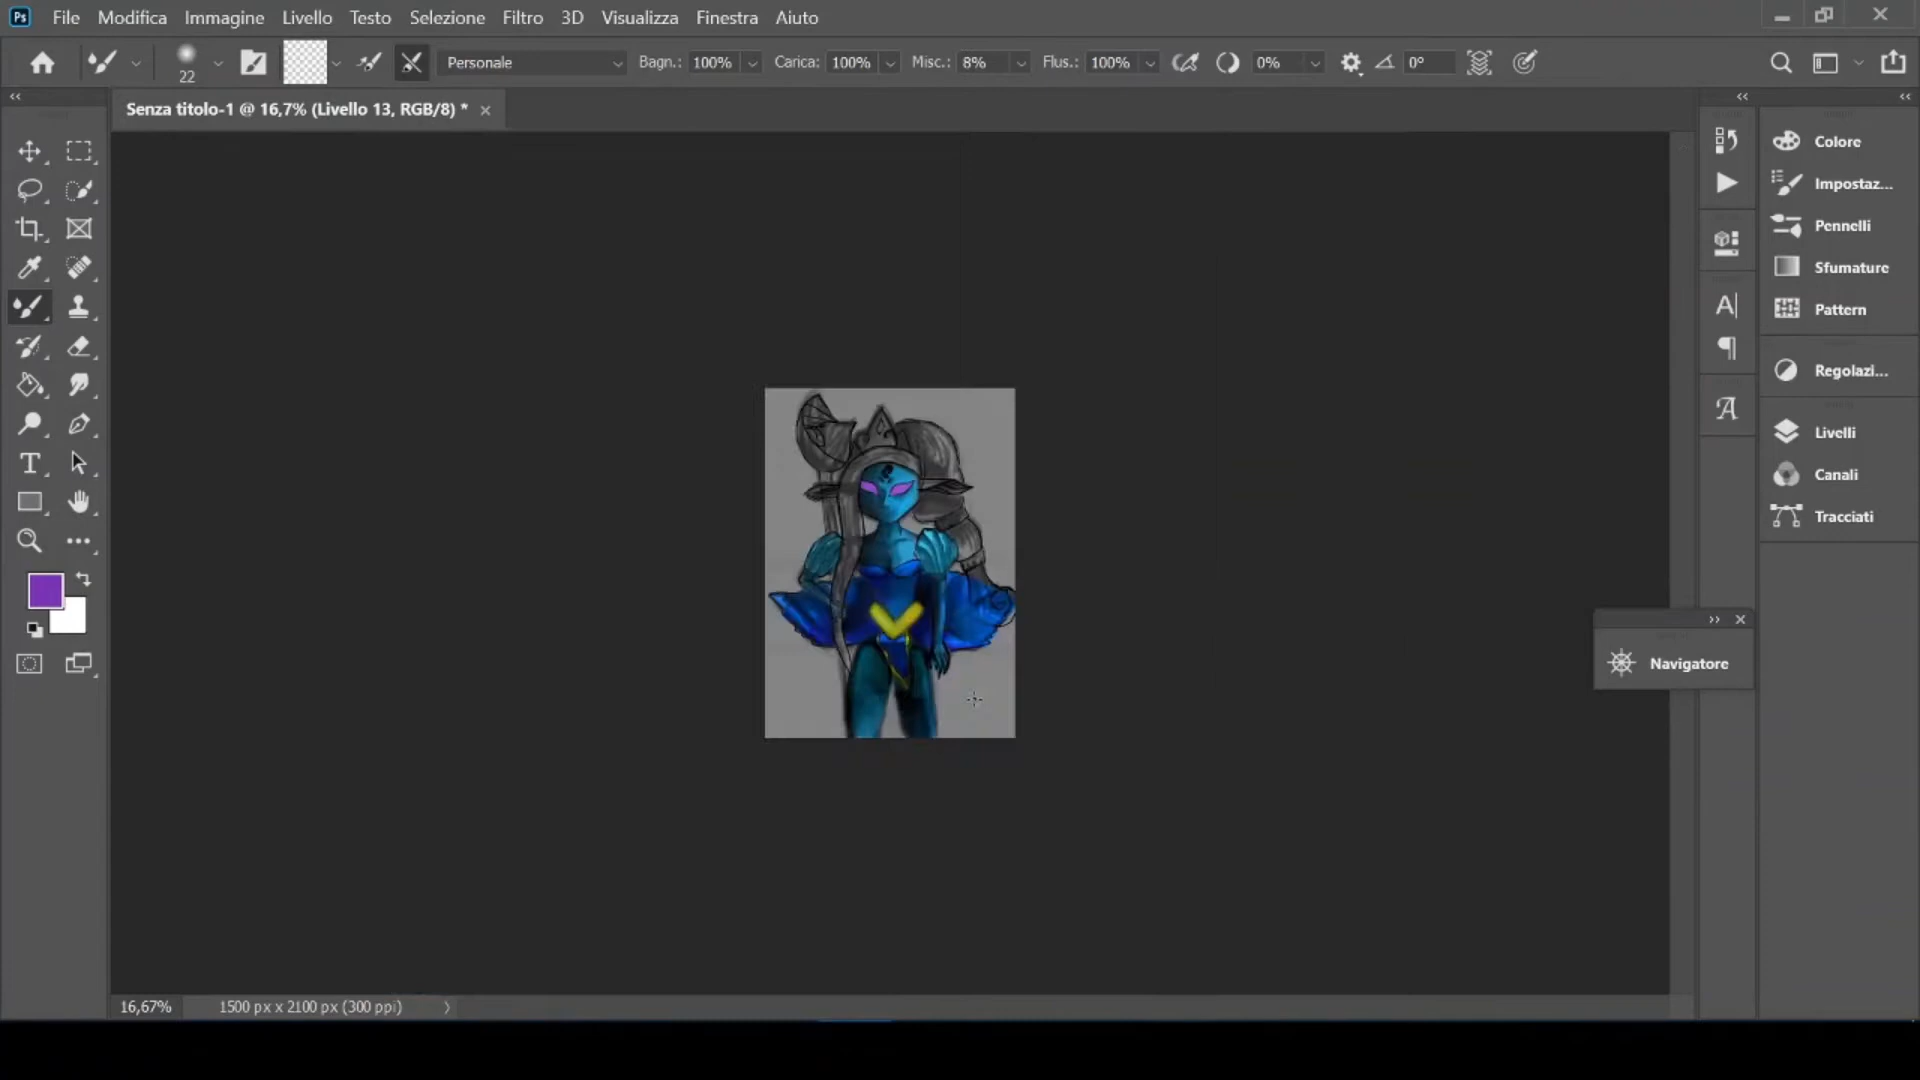 Ps File Modifica Immagine Livello Testo Selezione Filtro 3D Visualizza Finestra Aiuto
22 Personale Bagn.: 100% Carica: 100% Misc.: 8% Flus.: 100% 0% 0°
Senza titolo-1 @ 16,7% (Livello 13, RGB/8) *
Colore
Impostaz...
Pennelli
Sfumature
Pattern
Regolazi...
Livelli
Canali
Tracciati
Navigatore
16,67% 1500 px x 2100 px (300 ppi)